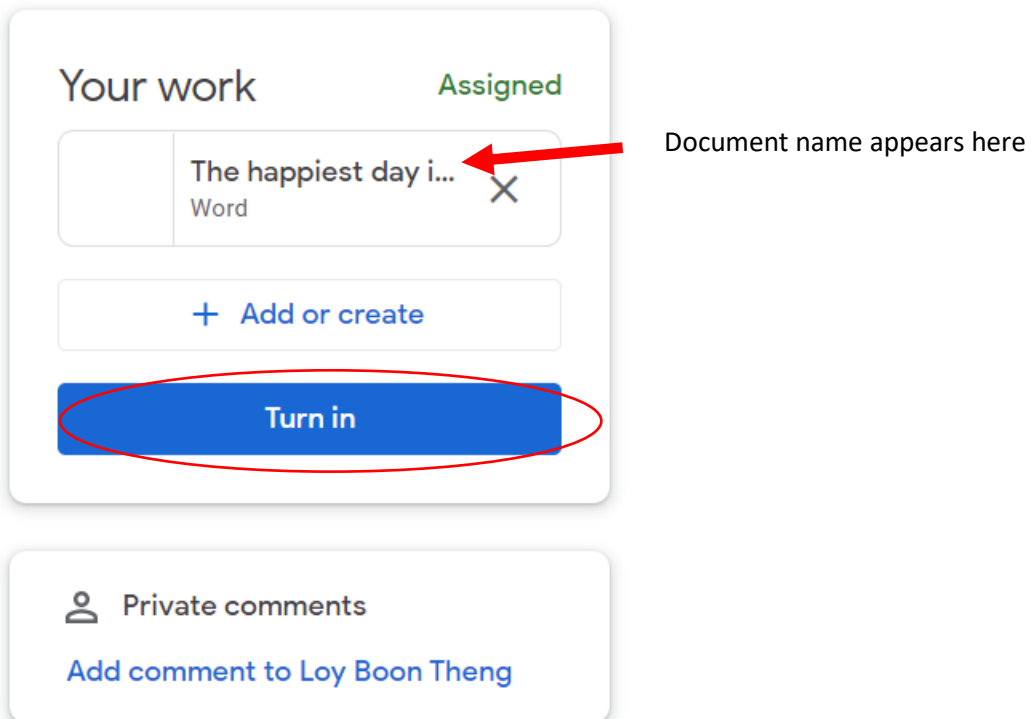 Your work
Assigned
The happiest day i...
Word
Document name appears here
+ Add or create
Turn in
Private comments
Add comment to Loy Boon Theng